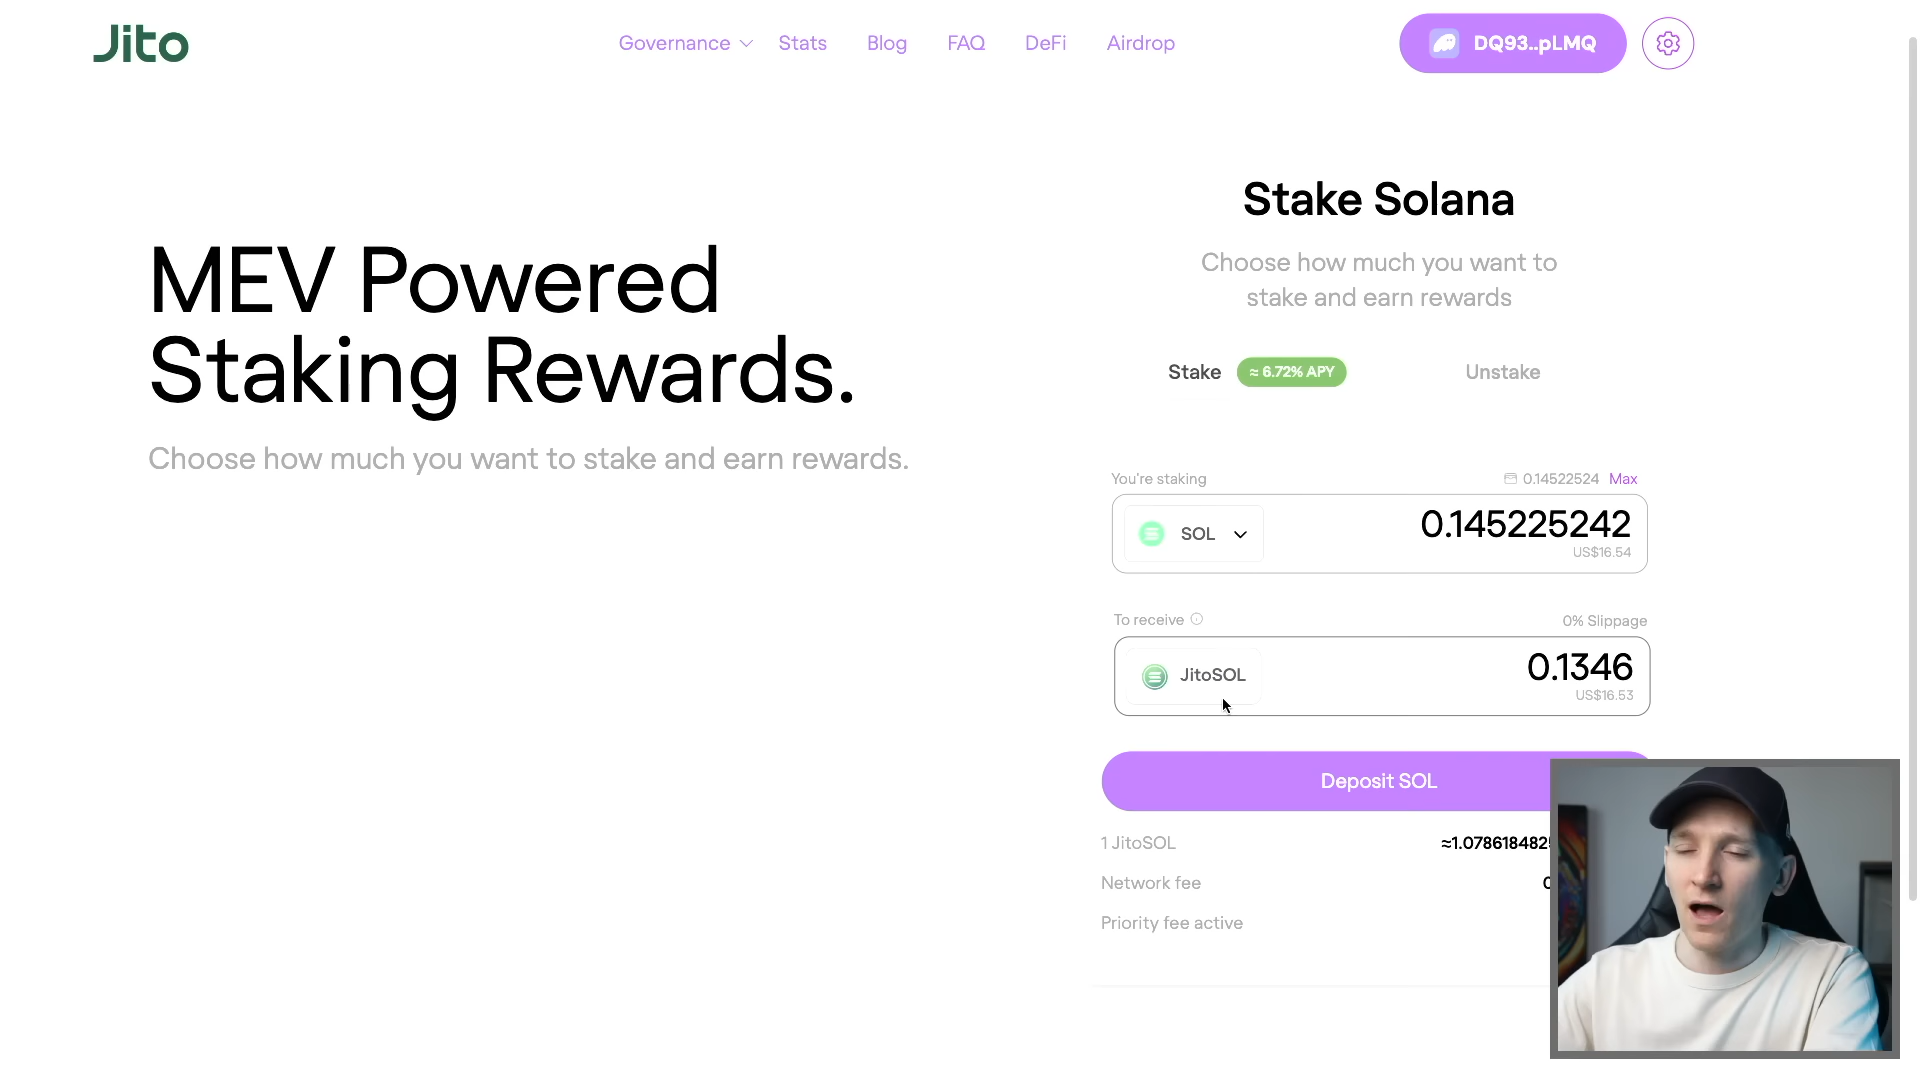 Jito
Governance
Stats
Blog
FAQ
DeFi
Airdrop
DQ93..pLMQ
MEV Powered
Staking Rewards.
Choose how much you want to stake and earn rewards.
Stake Solana
Choose how much you want to
stake and earn rewards
Stake ≈ 6.72% APY Unstake
You're staking 0.14522524 Max
SOL 0.145225242
US$16.54
To receive 0% Slippage
JitoSOL 0.1346
US$16.53
Deposit SOL
1 JitoSOL ≈1.078618482
Network fee
Priority fee active